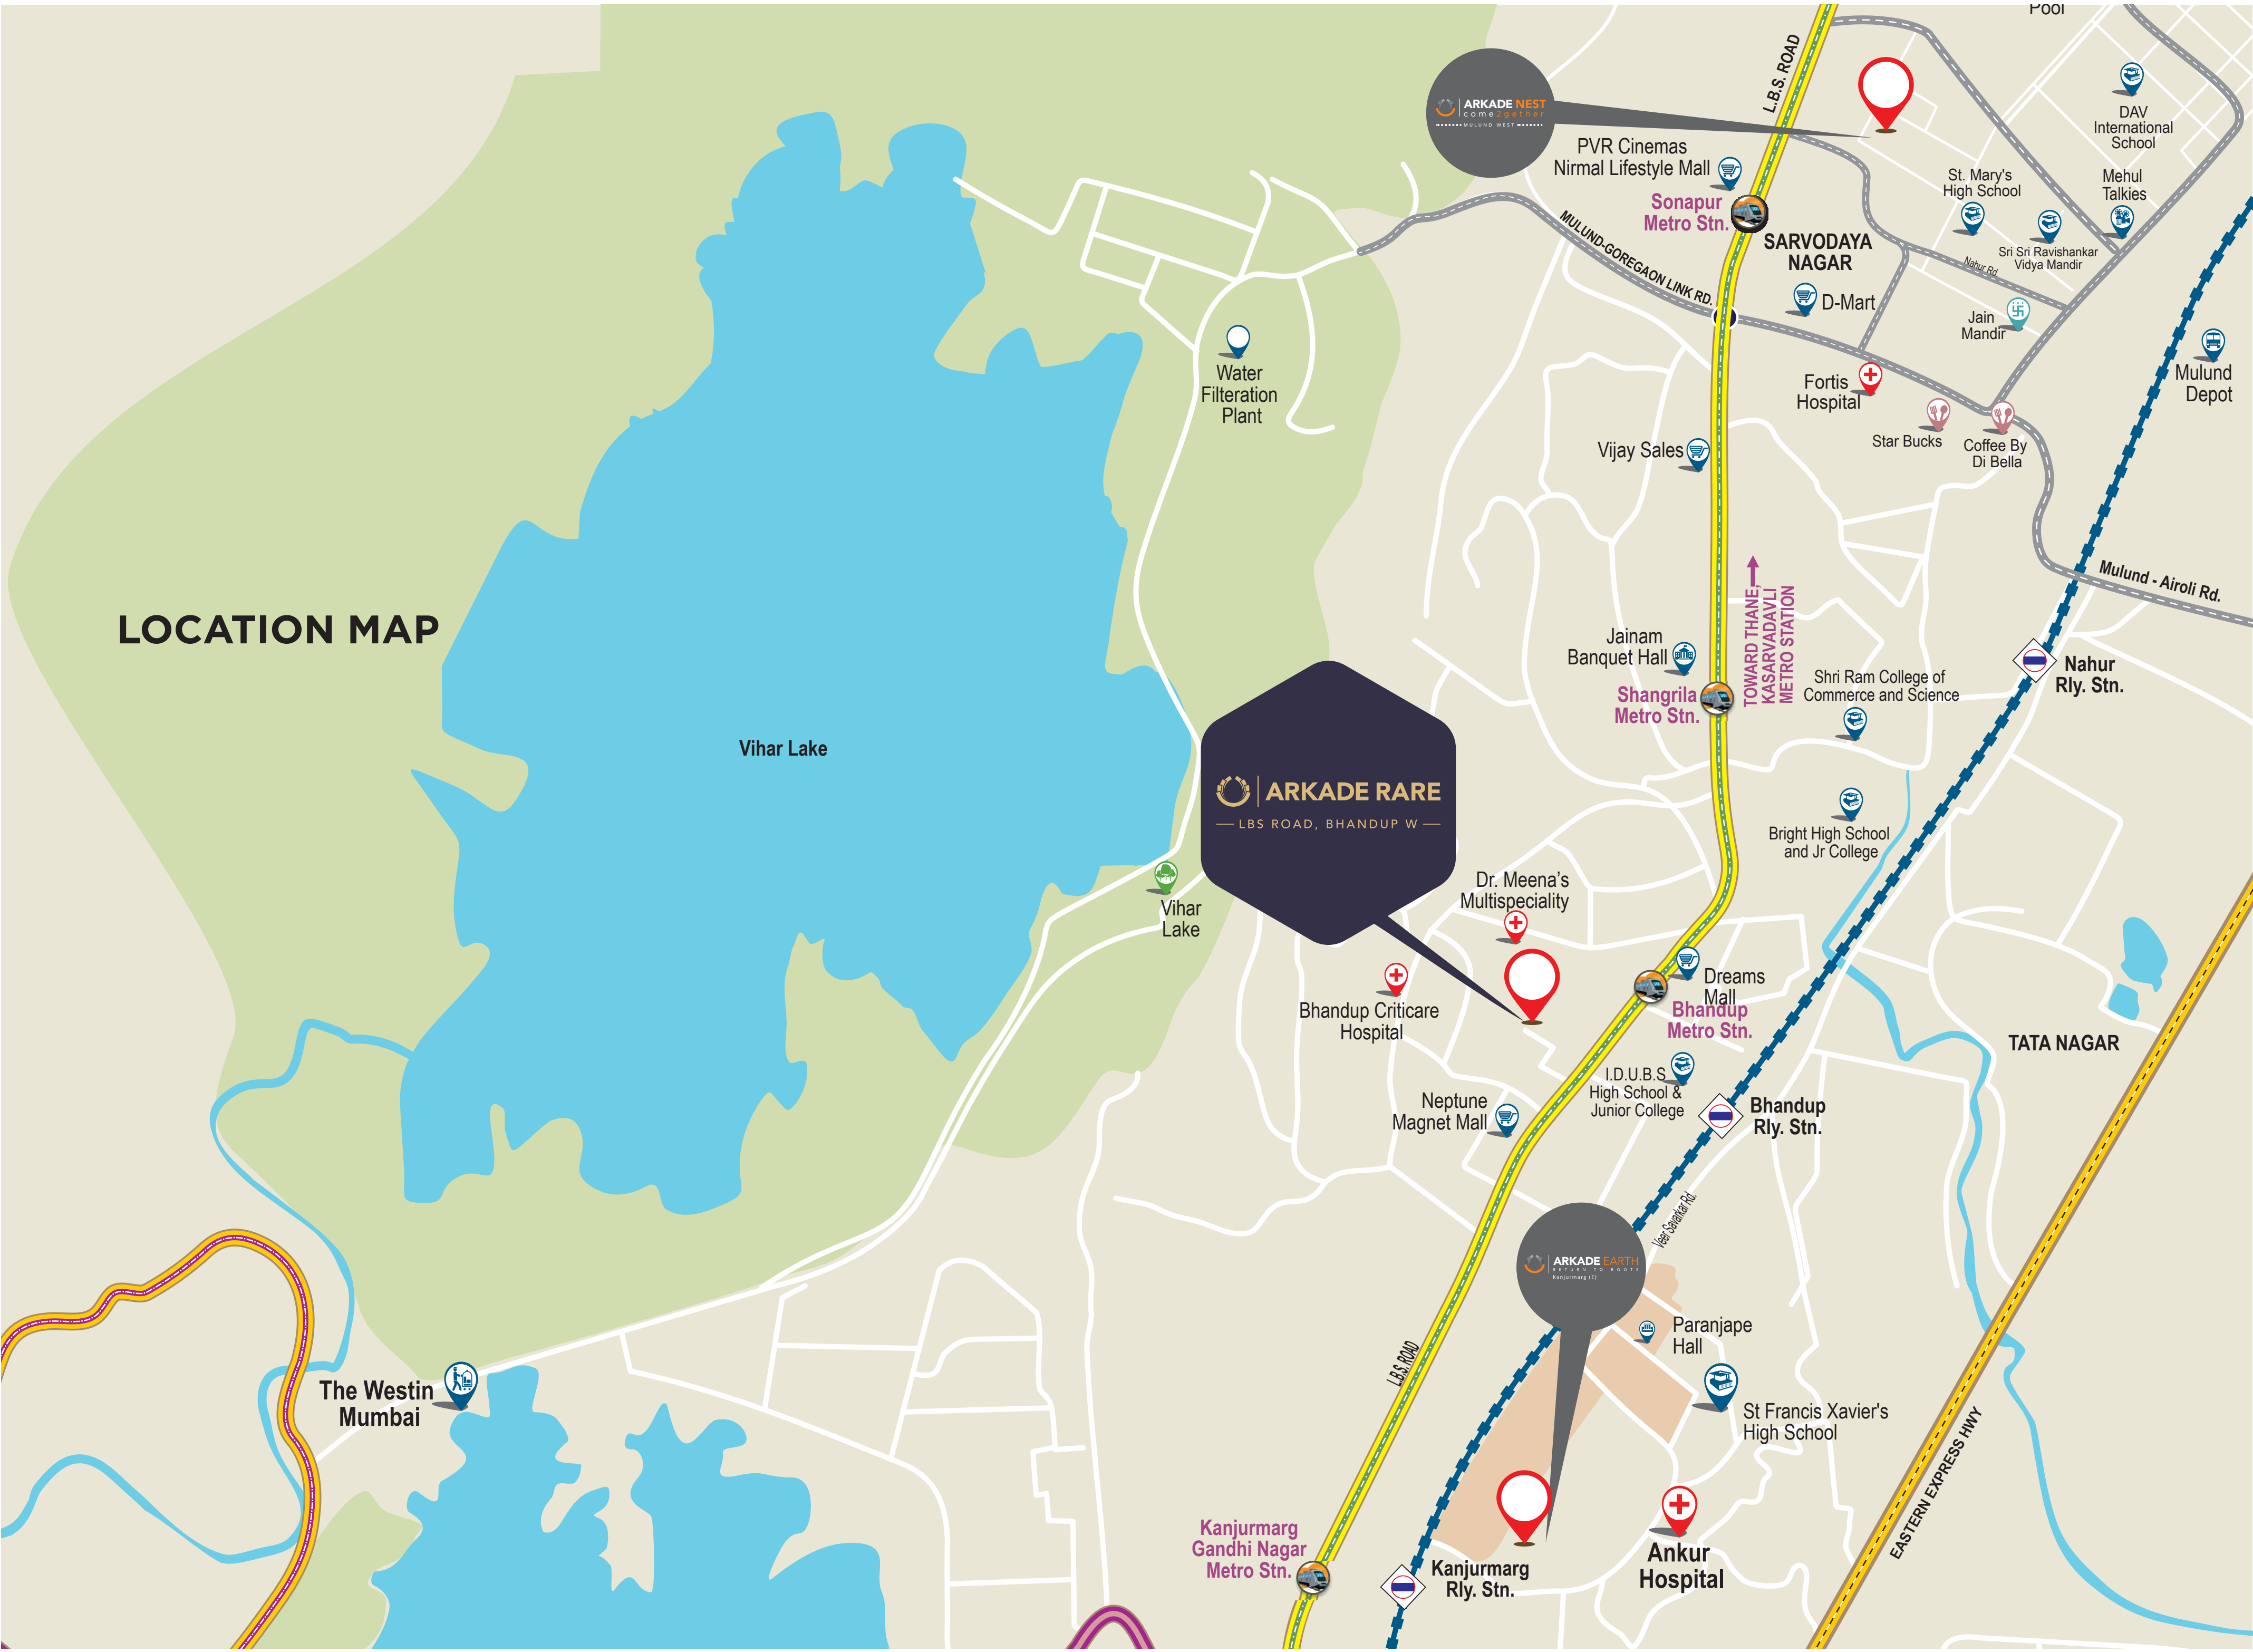 Pool
L.B.S. ROAD
ARKADE NEST
come2gether
MULUND WEST
DAV
International
School
PVR Cinemas
Nirmal Lifestyle Mall
St. Mary's
High School
Mehul
Talkies
Sonapur
Metro Stn.
MULUND-GOREGAON LINK RD.
SARVODAYA
NAGAR
Sri Sri Ravishankar
Vidya Mandir
Nahur Rd.
D-Mart
Jain
Mandir
Water
Filteration
Plant
Fortis
Hospital
Mulund
Depot
Star Bucks
Coffee By
Di Bella
Vijay Sales
Mulund - Airoli Rd.
LOCATION MAP
TOWARD THANE,
KASARVADAVLI
METRO STATION
Jainam
Banquet Hall
Shangrila
Metro Stn.
Shri Ram College of
Commerce and Science
Nahur
Rly. Stn.
Vihar Lake
ARKADE RARE
LBS ROAD, BHANDUP W
Bright High School
and Jr College
Dr. Meena's
Multispeciality
Vihar
Lake
Dreams
Mall
Bhandup
Metro Stn.
Bhandup Criticare
Hospital
TATA NAGAR
I.D.U.B.S.
High School &
Junior College
Neptune
Magnet Mall
Bhandup
Rly. Stn.
Veer Savarkar Rd.
ARKADE EARTH
RETURN TO ROOTS
Kanjurmarg (E)
Paranjape
Hall
L.B.S. ROAD
The Westin
Mumbai
St Francis Xavier's
High School
EASTERN EXPRESS HWY
Kanjurmarg
Gandhi Nagar
Metro Stn.
Kanjurmarg
Rly. Stn.
Ankur
Hospital